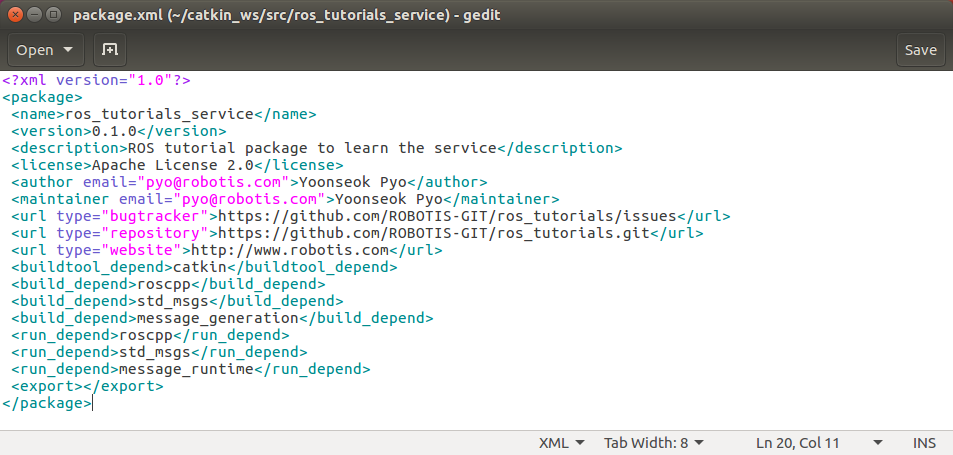 package.xml (~/catkin_ws/src/ros_tutorials_service) - gedit
Open Save
<?xml version="1.0"?>
<package>
 <name>ros_tutorials_service</name>
 <version>0.1.0</version>
 <description>ROS tutorial package to learn the service</description>
 <license>Apache License 2.0</license>
 <author email="pyo@robotis.com">Yoonseok Pyo</author>
 <maintainer email="pyo@robotis.com">Yoonseok Pyo</maintainer>
 <url type="bugtracker">https://github.com/ROBOTIS-GIT/ros_tutorials/issues</url>
 <url type="repository">https://github.com/ROBOTIS-GIT/ros_tutorials.git</url>
 <url type="website">http://www.robotis.com</url>
 <buildtool_depend>catkin</buildtool_depend>
 <build_depend>roscpp</build_depend>
 <build_depend>std_msgs</build_depend>
 <build_depend>message_generation</build_depend>
 <run_depend>roscpp</run_depend>
 <run_depend>std_msgs</run_depend>
 <run_depend>message_runtime</run_depend>
 <export></export>
</package>
XML Tab Width: 8 Ln 20, Col 11 INS